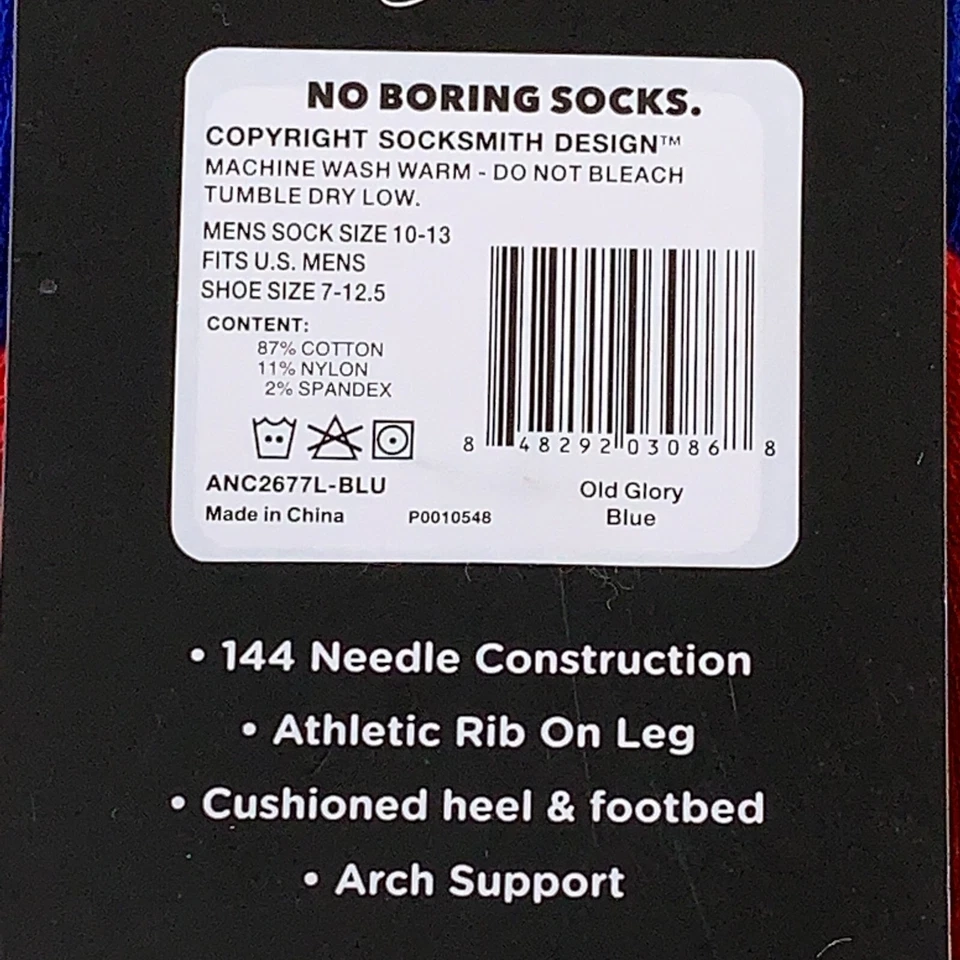 NO BORING SOCKS.
COPYRIGHT SOCKSMITH DESIGN™
MACHINE WASH WARM - DO NOT BLEACH
TUMBLE DRY LOW.
MENS SOCK SIZE 10-13
FITS U.S. MENS
SHOE SIZE 7-12.5
CONTENT:
87% COTTON
11% NYLON
2% SPANDEX
8 48292 03086 8
ANC2677L-BLU
Made in China P0010548
Old Glory
Blue
• 144 Needle Construction
• Athletic Rib On Leg
• Cushioned heel & footbed
• Arch Support